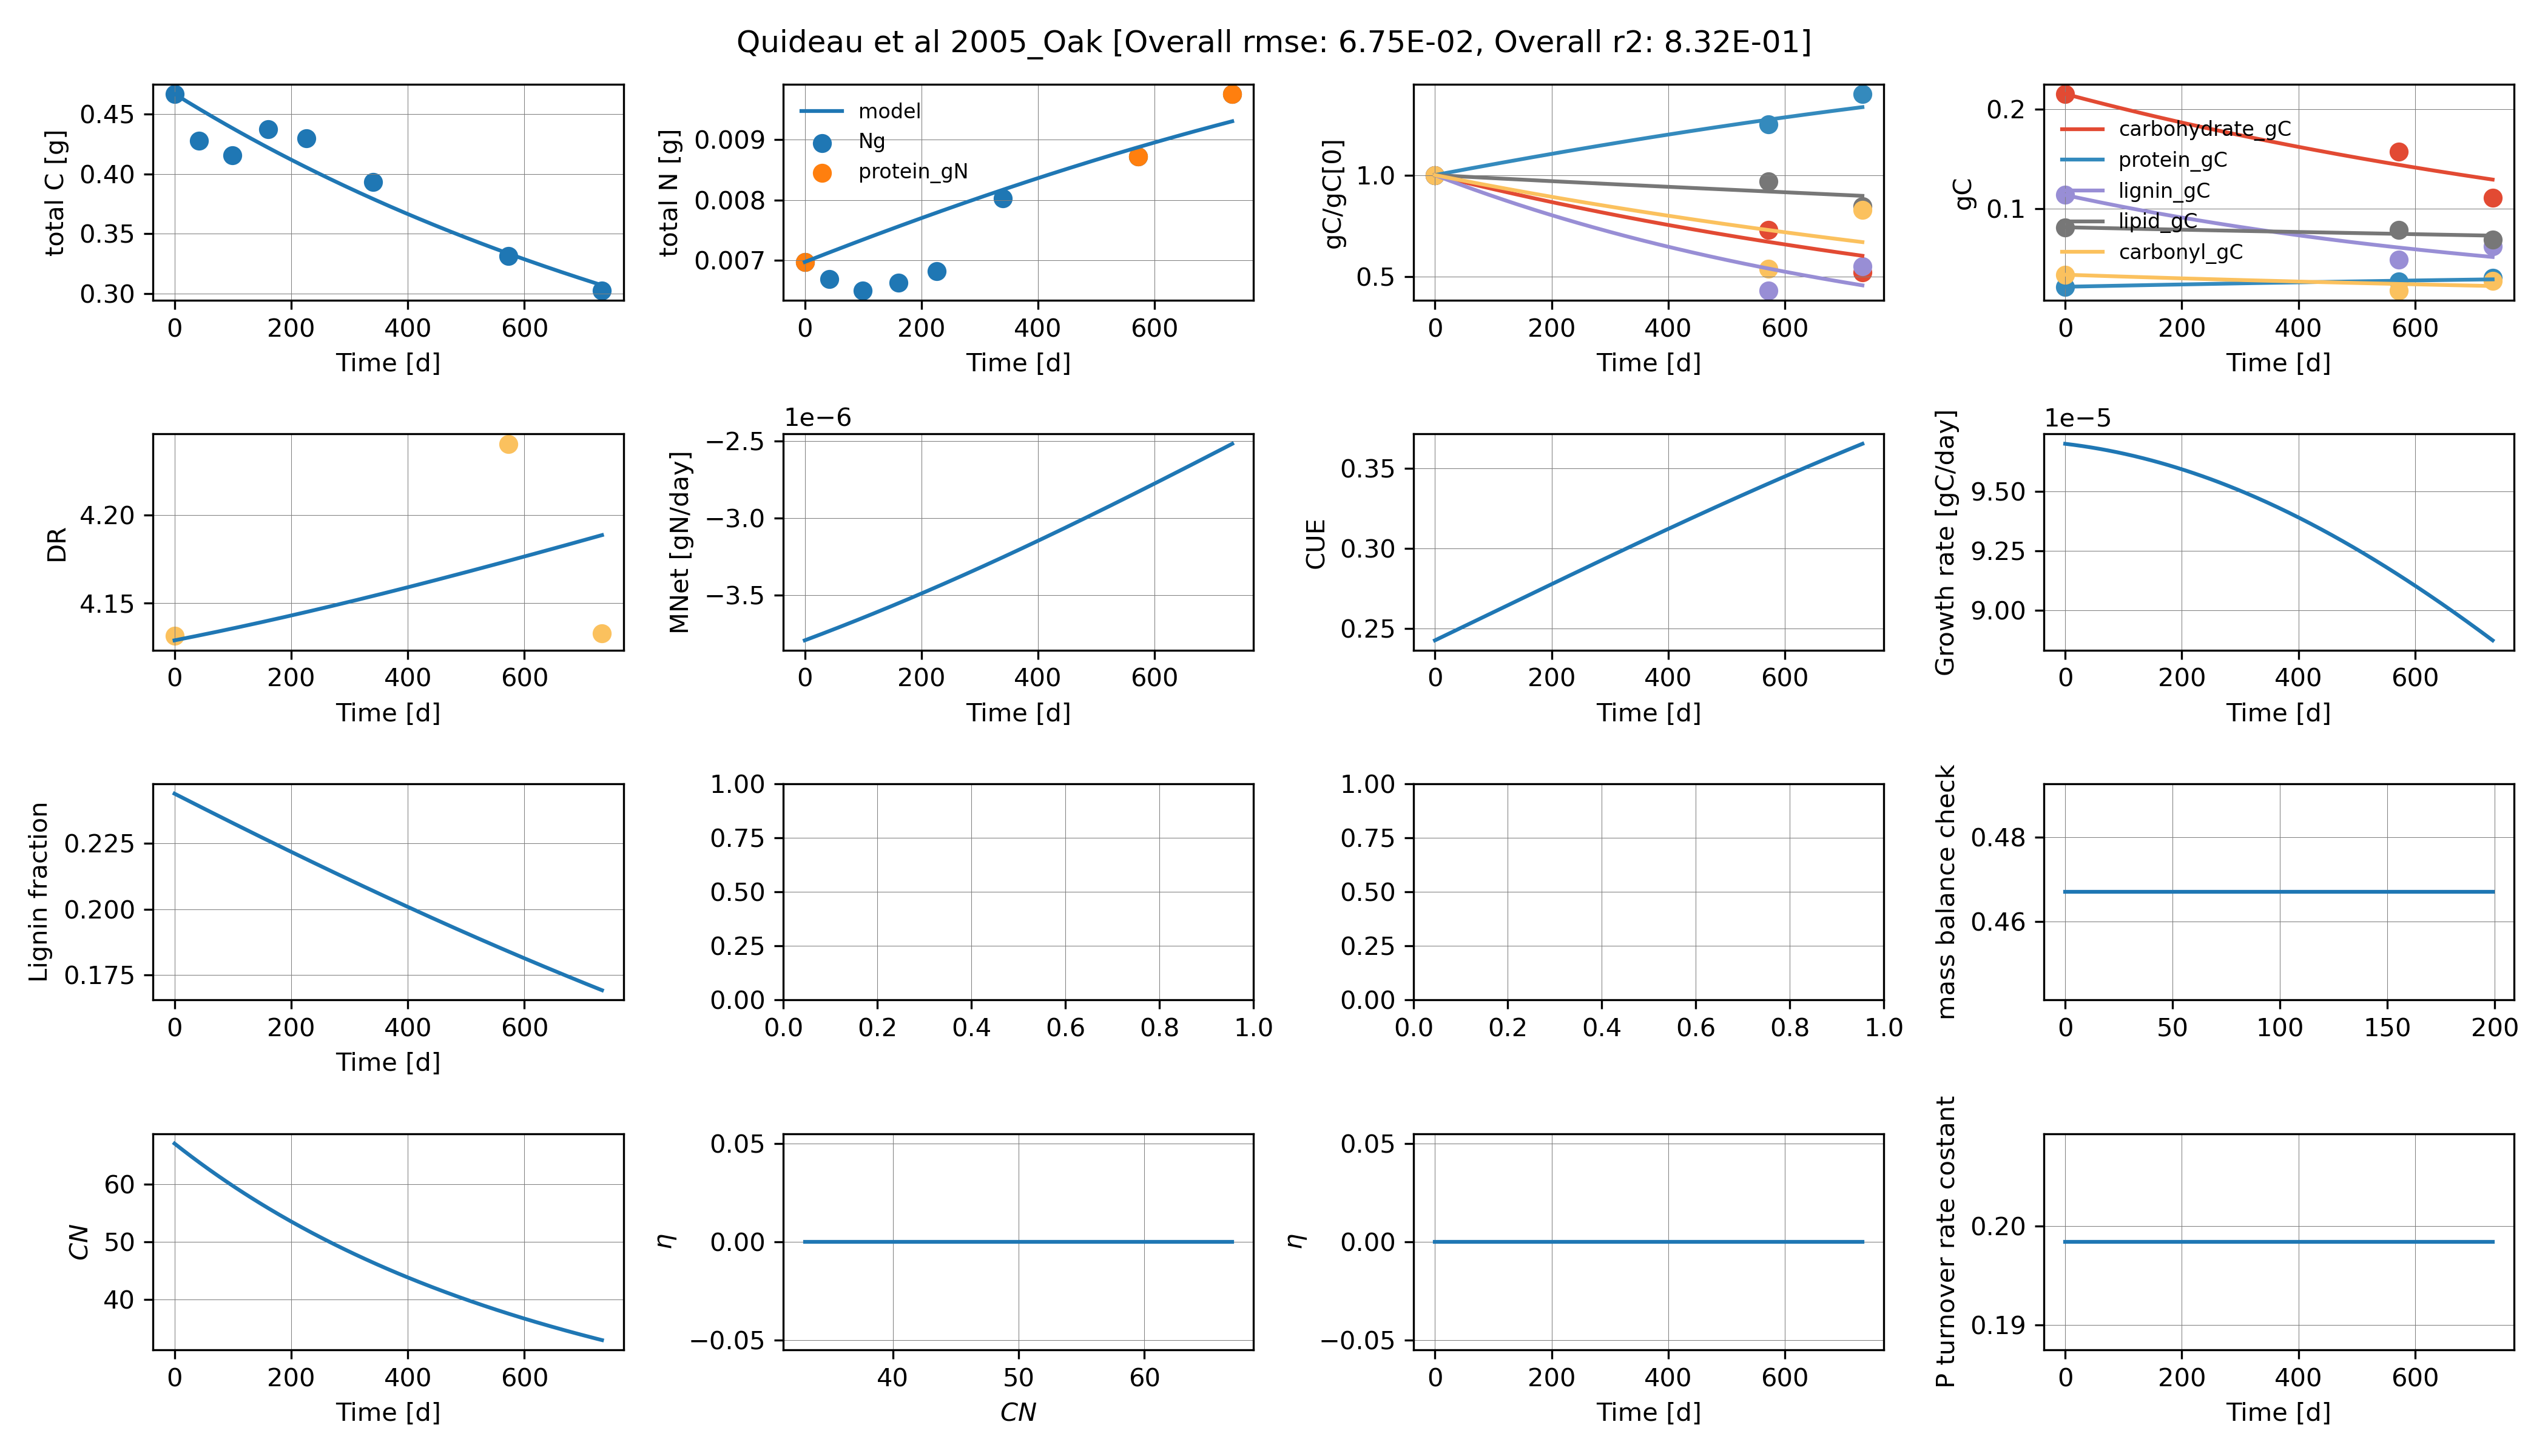 Quideau et al 2005_Oak [Overall rmse: 6.75E-02, Overall r2: 8.32E-01]
total C [g]
0.45
0.40
0.35
0.30
0 200 400 600
Time [d]
total N [g]
0.009
0.008
0.007
model
Ng
protein_gN
0 200 400 600
Time [d]
gC/gC[0]
1.0
0.5
0 200 400 600
Time [d]
gC
0.2
0.1
carbohydrate_gC
protein_gC
lignin_gC
lipid_gC
carbonyl_gC
0 200 400 600
Time [d]
DR
4.20
4.15
0 200 400 600
Time [d]
1e−6
MNet [gN/day]
−2.5
−3.0
−3.5
0 200 400 600
Time [d]
CUE
0.35
0.30
0.25
0 200 400 600
Time [d]
1e−5
Growth rate [gC/day]
9.50
9.25
9.00
0 200 400 600
Time [d]
Lignin fraction
0.225
0.200
0.175
0 200 400 600
Time [d]
1.00
0.75
0.50
0.25
0.00
0.0 0.2 0.4 0.6 0.8 1.0
1.00
0.75
0.50
0.25
0.00
0.0 0.2 0.4 0.6 0.8 1.0
mass balance check
0.48
0.46
0 50 100 150 200
CN
60
50
40
0 200 400 600
Time [d]
η
0.05
0.00
−0.05
40 50 60
CN
η
0.05
0.00
−0.05
0 200 400 600
Time [d]
P turnover rate costant
0.20
0.19
0 200 400 600
Time [d]